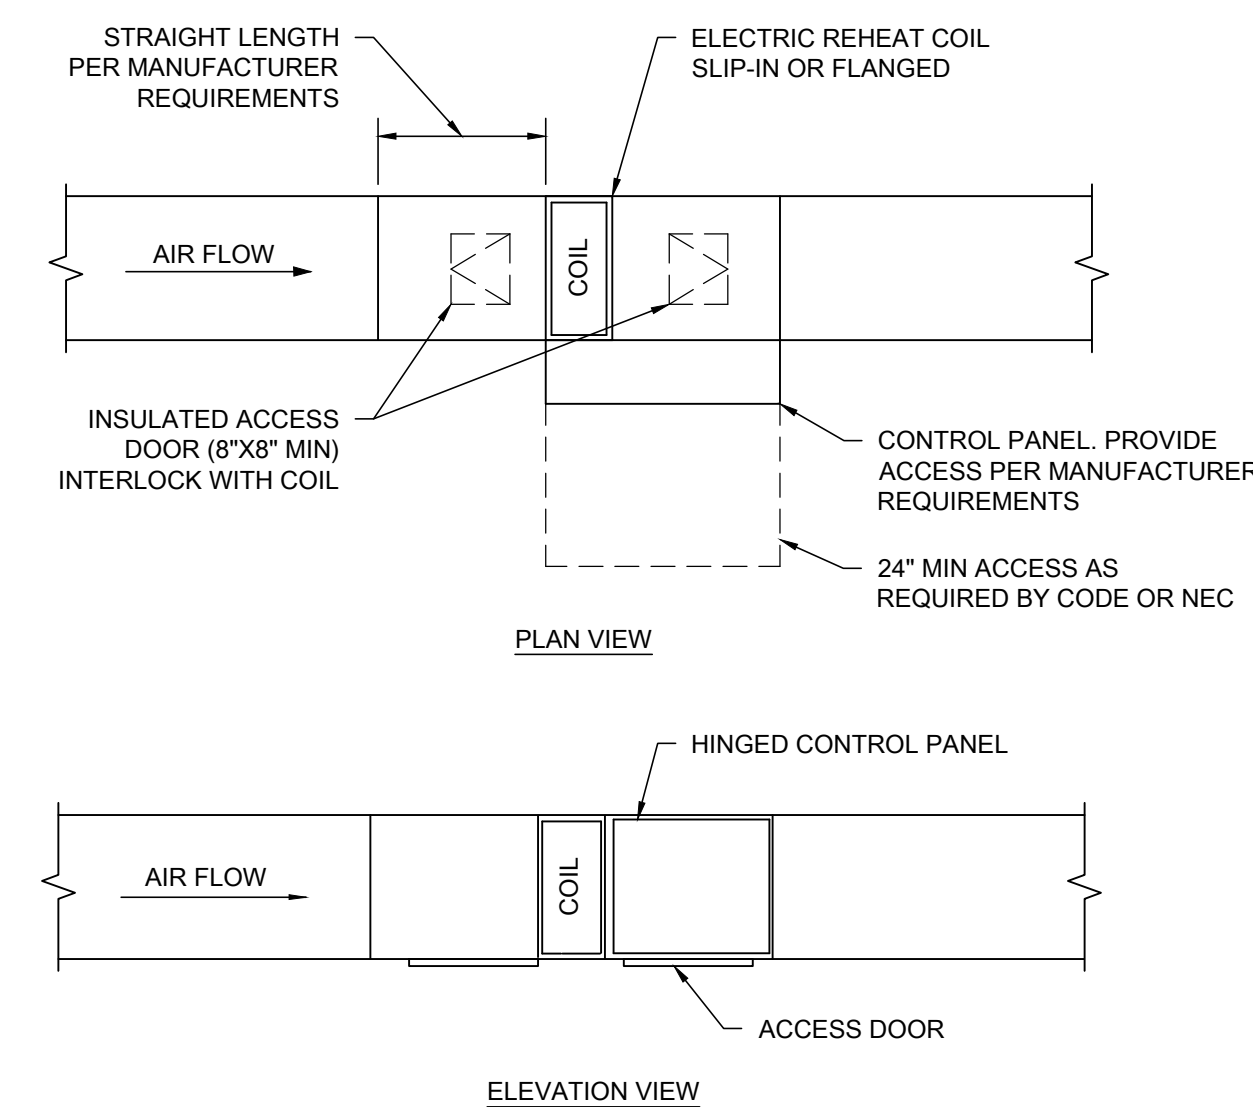 STRAIGHT LENGTH
PER MANUFACTURER
REQUIREMENTS
ELECTRIC REHEAT COIL
SLIP-IN OR FLANGED
AIR FLOW
COIL
INSULATED ACCESS
DOOR (8"X8" MIN)
INTERLOCK WITH COIL
CONTROL PANEL. PROVIDE
ACCESS PER MANUFACTURER
REQUIREMENTS
24" MIN ACCESS AS
REQUIRED BY CODE OR NEC
PLAN VIEW
HINGED CONTROL PANEL
AIR FLOW
COIL
ACCESS DOOR
ELEVATION VIEW